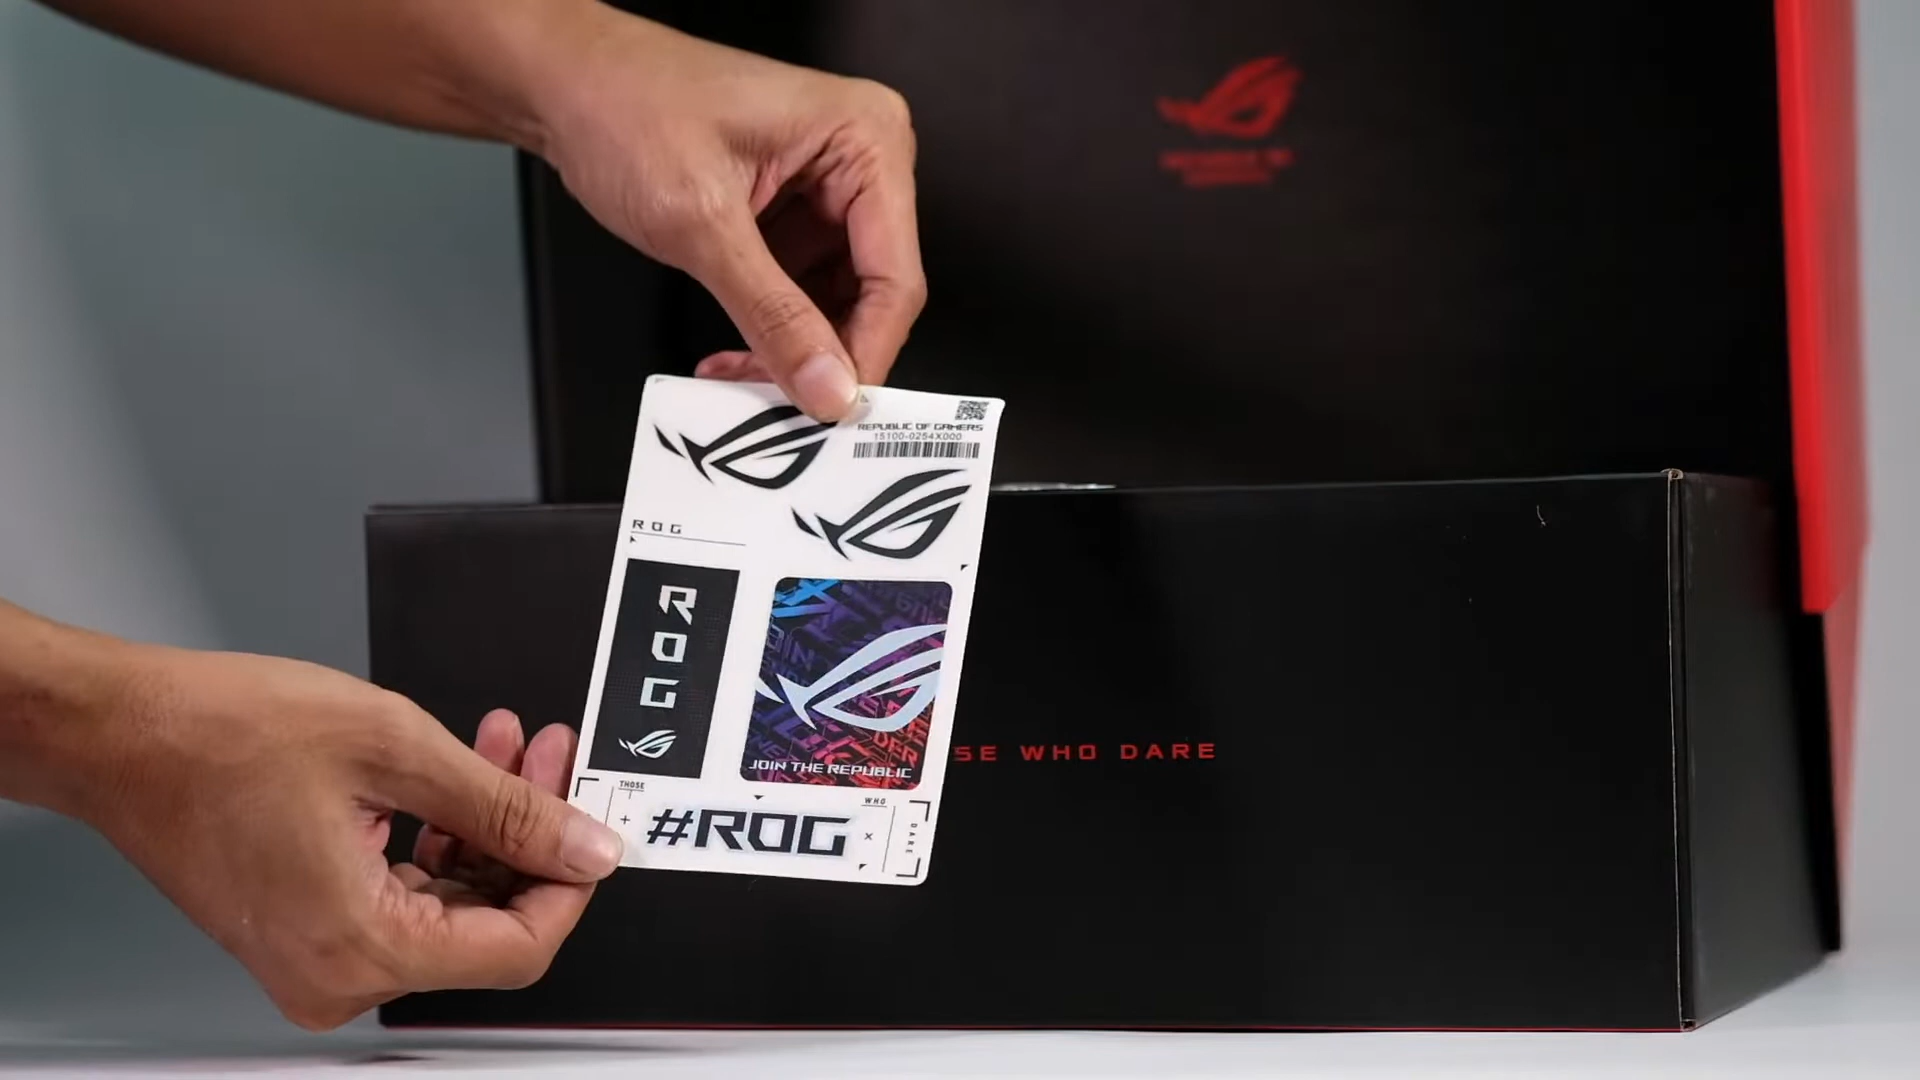 REPUBLIC OF GAMERS
15100-0254X000
ROG
ROG
JOIN THE REPUBLIC
THOSE
WHO
DARE
#ROG
SE WHO DARE